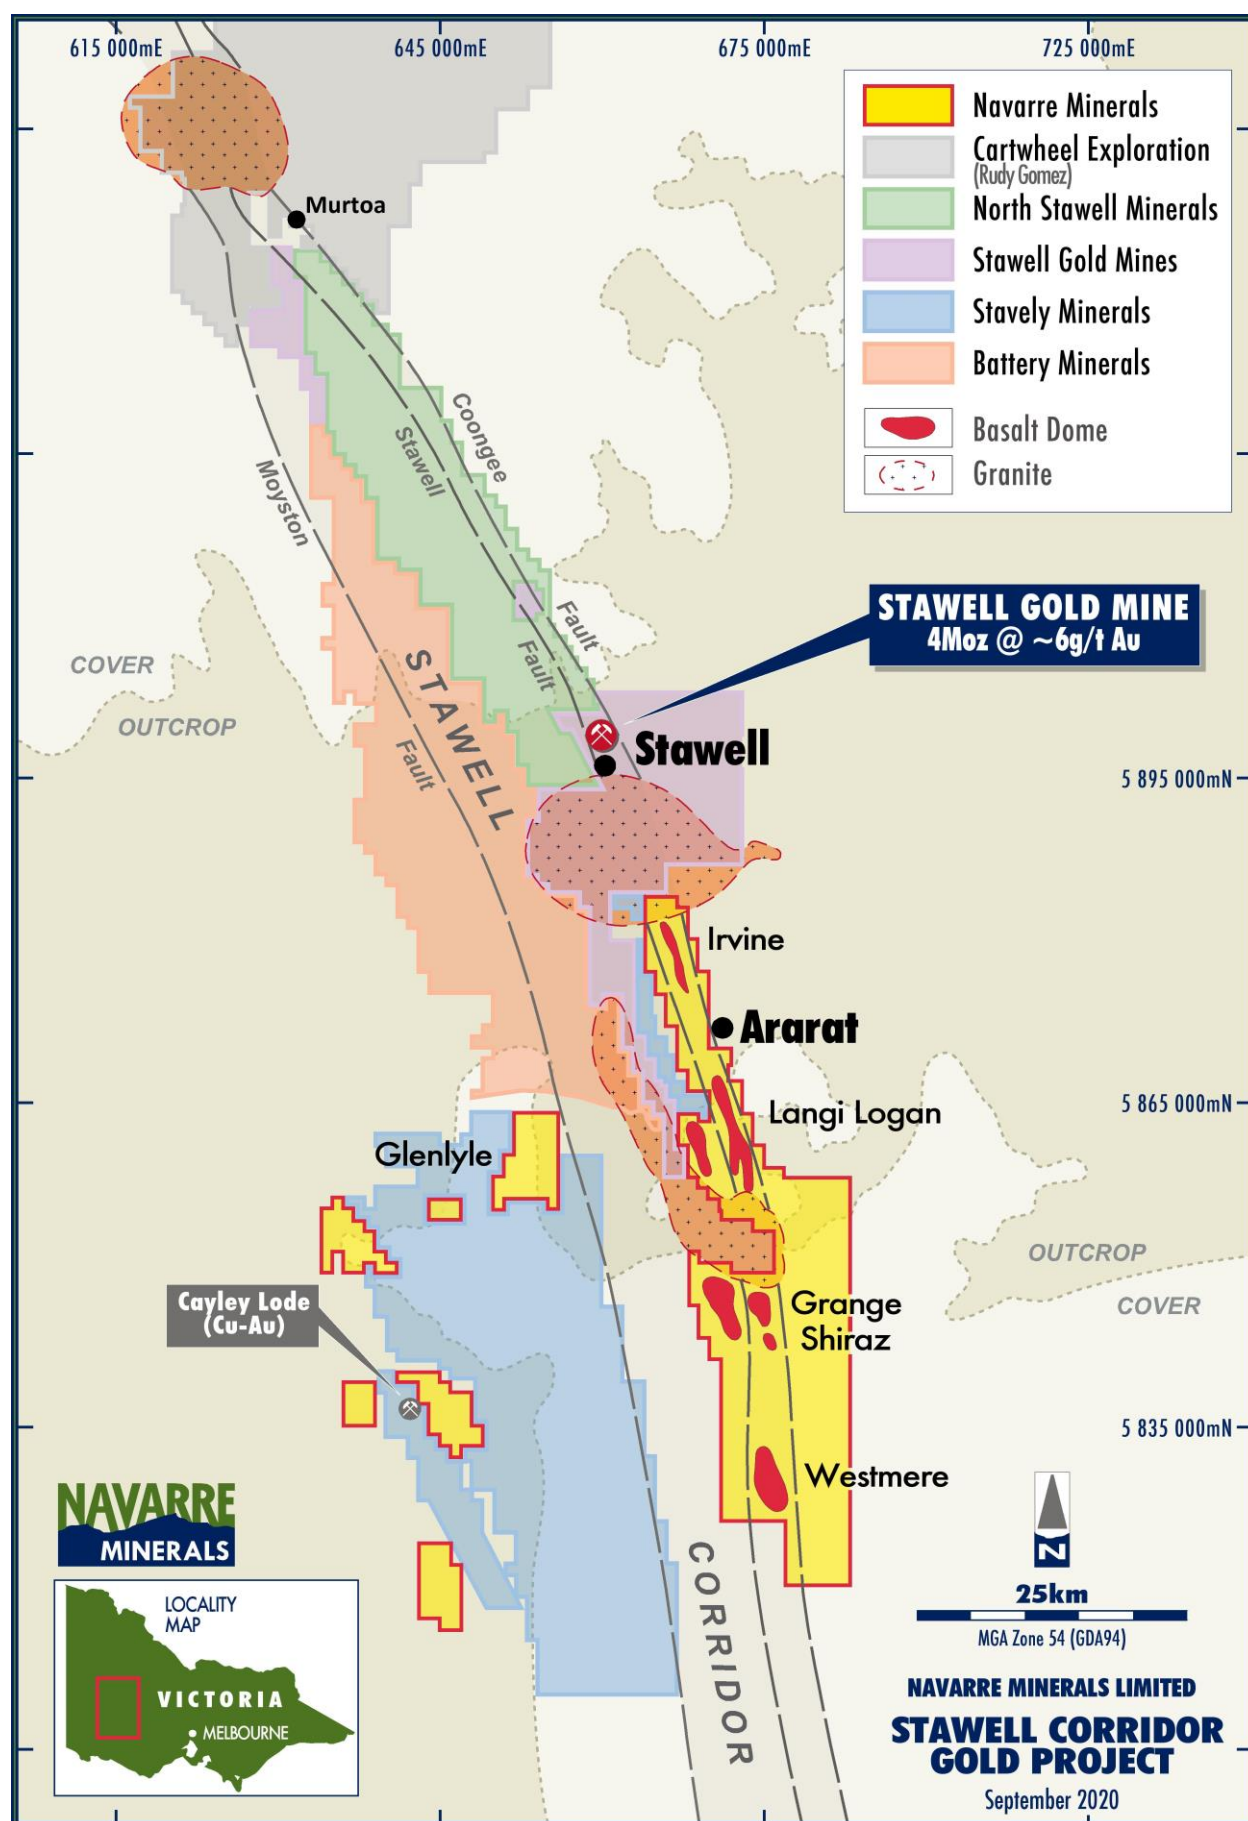 615 000mE
645 000mE
675 000mE
725 000mE
Navarre Minerals
Cartwheel Exploration
(Rudy Gomez)
North Stawell Minerals
Stawell Gold Mines
Stavely Minerals
Battery Minerals
Basalt Dome
Granite
Murtoa
Coongee
Fault
Stawell
Fault
Moyston
Fault
STAWELL GOLD MINE
4Moz @ ~6g/t Au
COVER
OUTCROP
STAWELL
Stawell
5 895 000mN
Irvine
Ararat
5 865 000mN
Langi Logan
Glenlyle
OUTCROP
COVER
Cayley Lode
(Cu-Au)
Grange
Shiraz
5 835 000mN
Westmere
CORRIDOR
NAVARRE
MINERALS
LOCALITY
MAP
VICTORIA
MELBOURNE
N
25km
MGA Zone 54 (GDA94)
NAVARRE MINERALS LIMITED
STAWELL CORRIDOR
GOLD PROJECT
September 2020